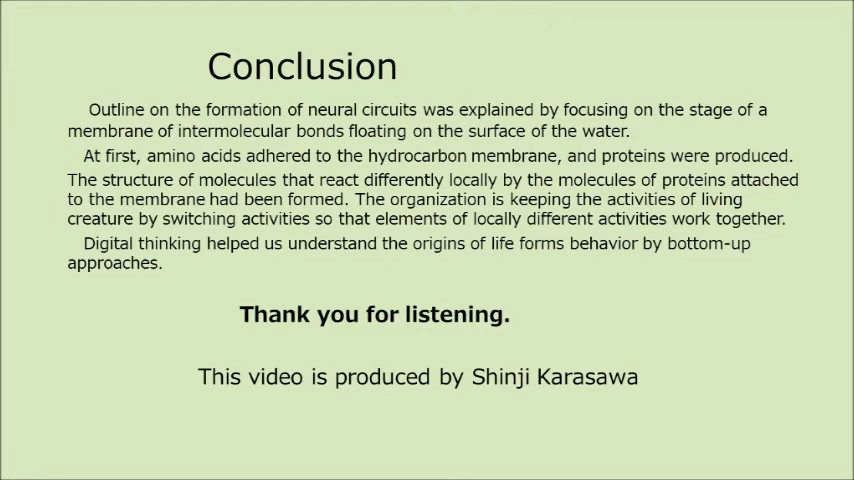 Conclusion
Outline on the formation of neural circuits was explained by focusing on the stage of a
membrane of intermolecular bonds floating on the surface of the water.
At first, amino acids adhered to the hydrocarbon membrane, and proteins were produced.
The structure of molecules that react differently locally by the molecules of proteins attached
to the membrane had been formed. The organization is keeping the activities of living
creature by switching activities so that elements of locally different activities work together.
Digital thinking helped us understand the origins of life forms behavior by bottom-up
approaches.
Thank you for listening.
This video is produced by Shinji Karasawa